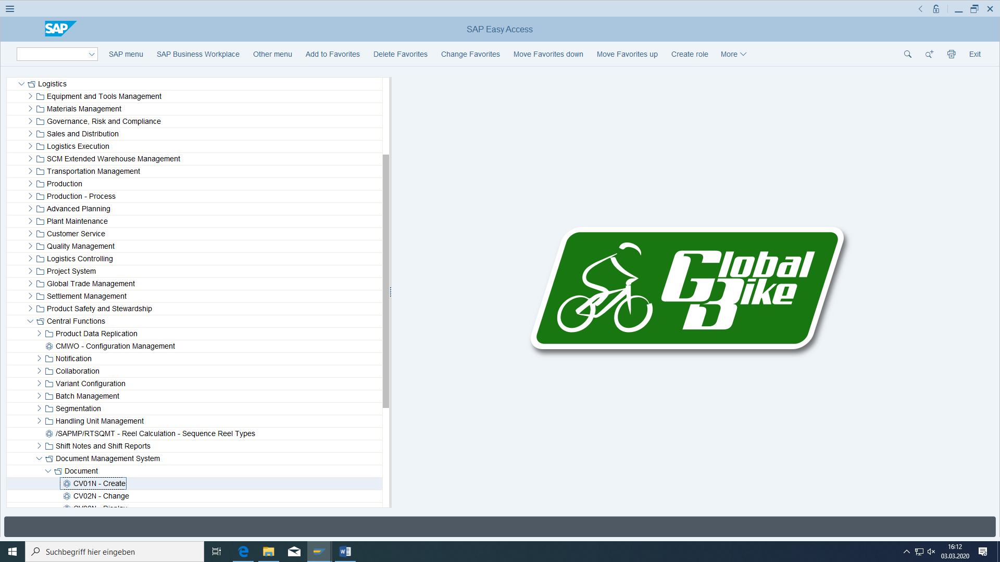 SAP
SAP Easy Access
SAP menu
SAP Business Workplace
Other menu
Add to Favorites
Delete Favorites
Change Favorites
Move Favorites down
Move Favorites up
Create role
More
Exit
Logistics
Equipment and Tools Management
Materials Management
Governance, Risk and Compliance
Sales and Distribution
Logistics Execution
SCM Extended Warehouse Management
Transportation Management
Production
Production - Process
Advanced Planning
Plant Maintenance
Customer Service
Quality Management
Logistics Controlling
Project System
Global Trade Management
Settlement Management
Product Safety and Stewardship
Central Functions
Product Data Replication
CMWO - Configuration Management
Notification
Collaboration
Variant Configuration
Batch Management
Segmentation
Handling Unit Management
/SAPMP/RTSQMT - Reel Calculation - Sequence Reel Types
Shift Notes and Shift Reports
Document Management System
Document
CV01N - Create
CV02N - Change
CV03N - Display
Global
Bike
Suchbegriff hier eingeben
16:12
03.03.2020